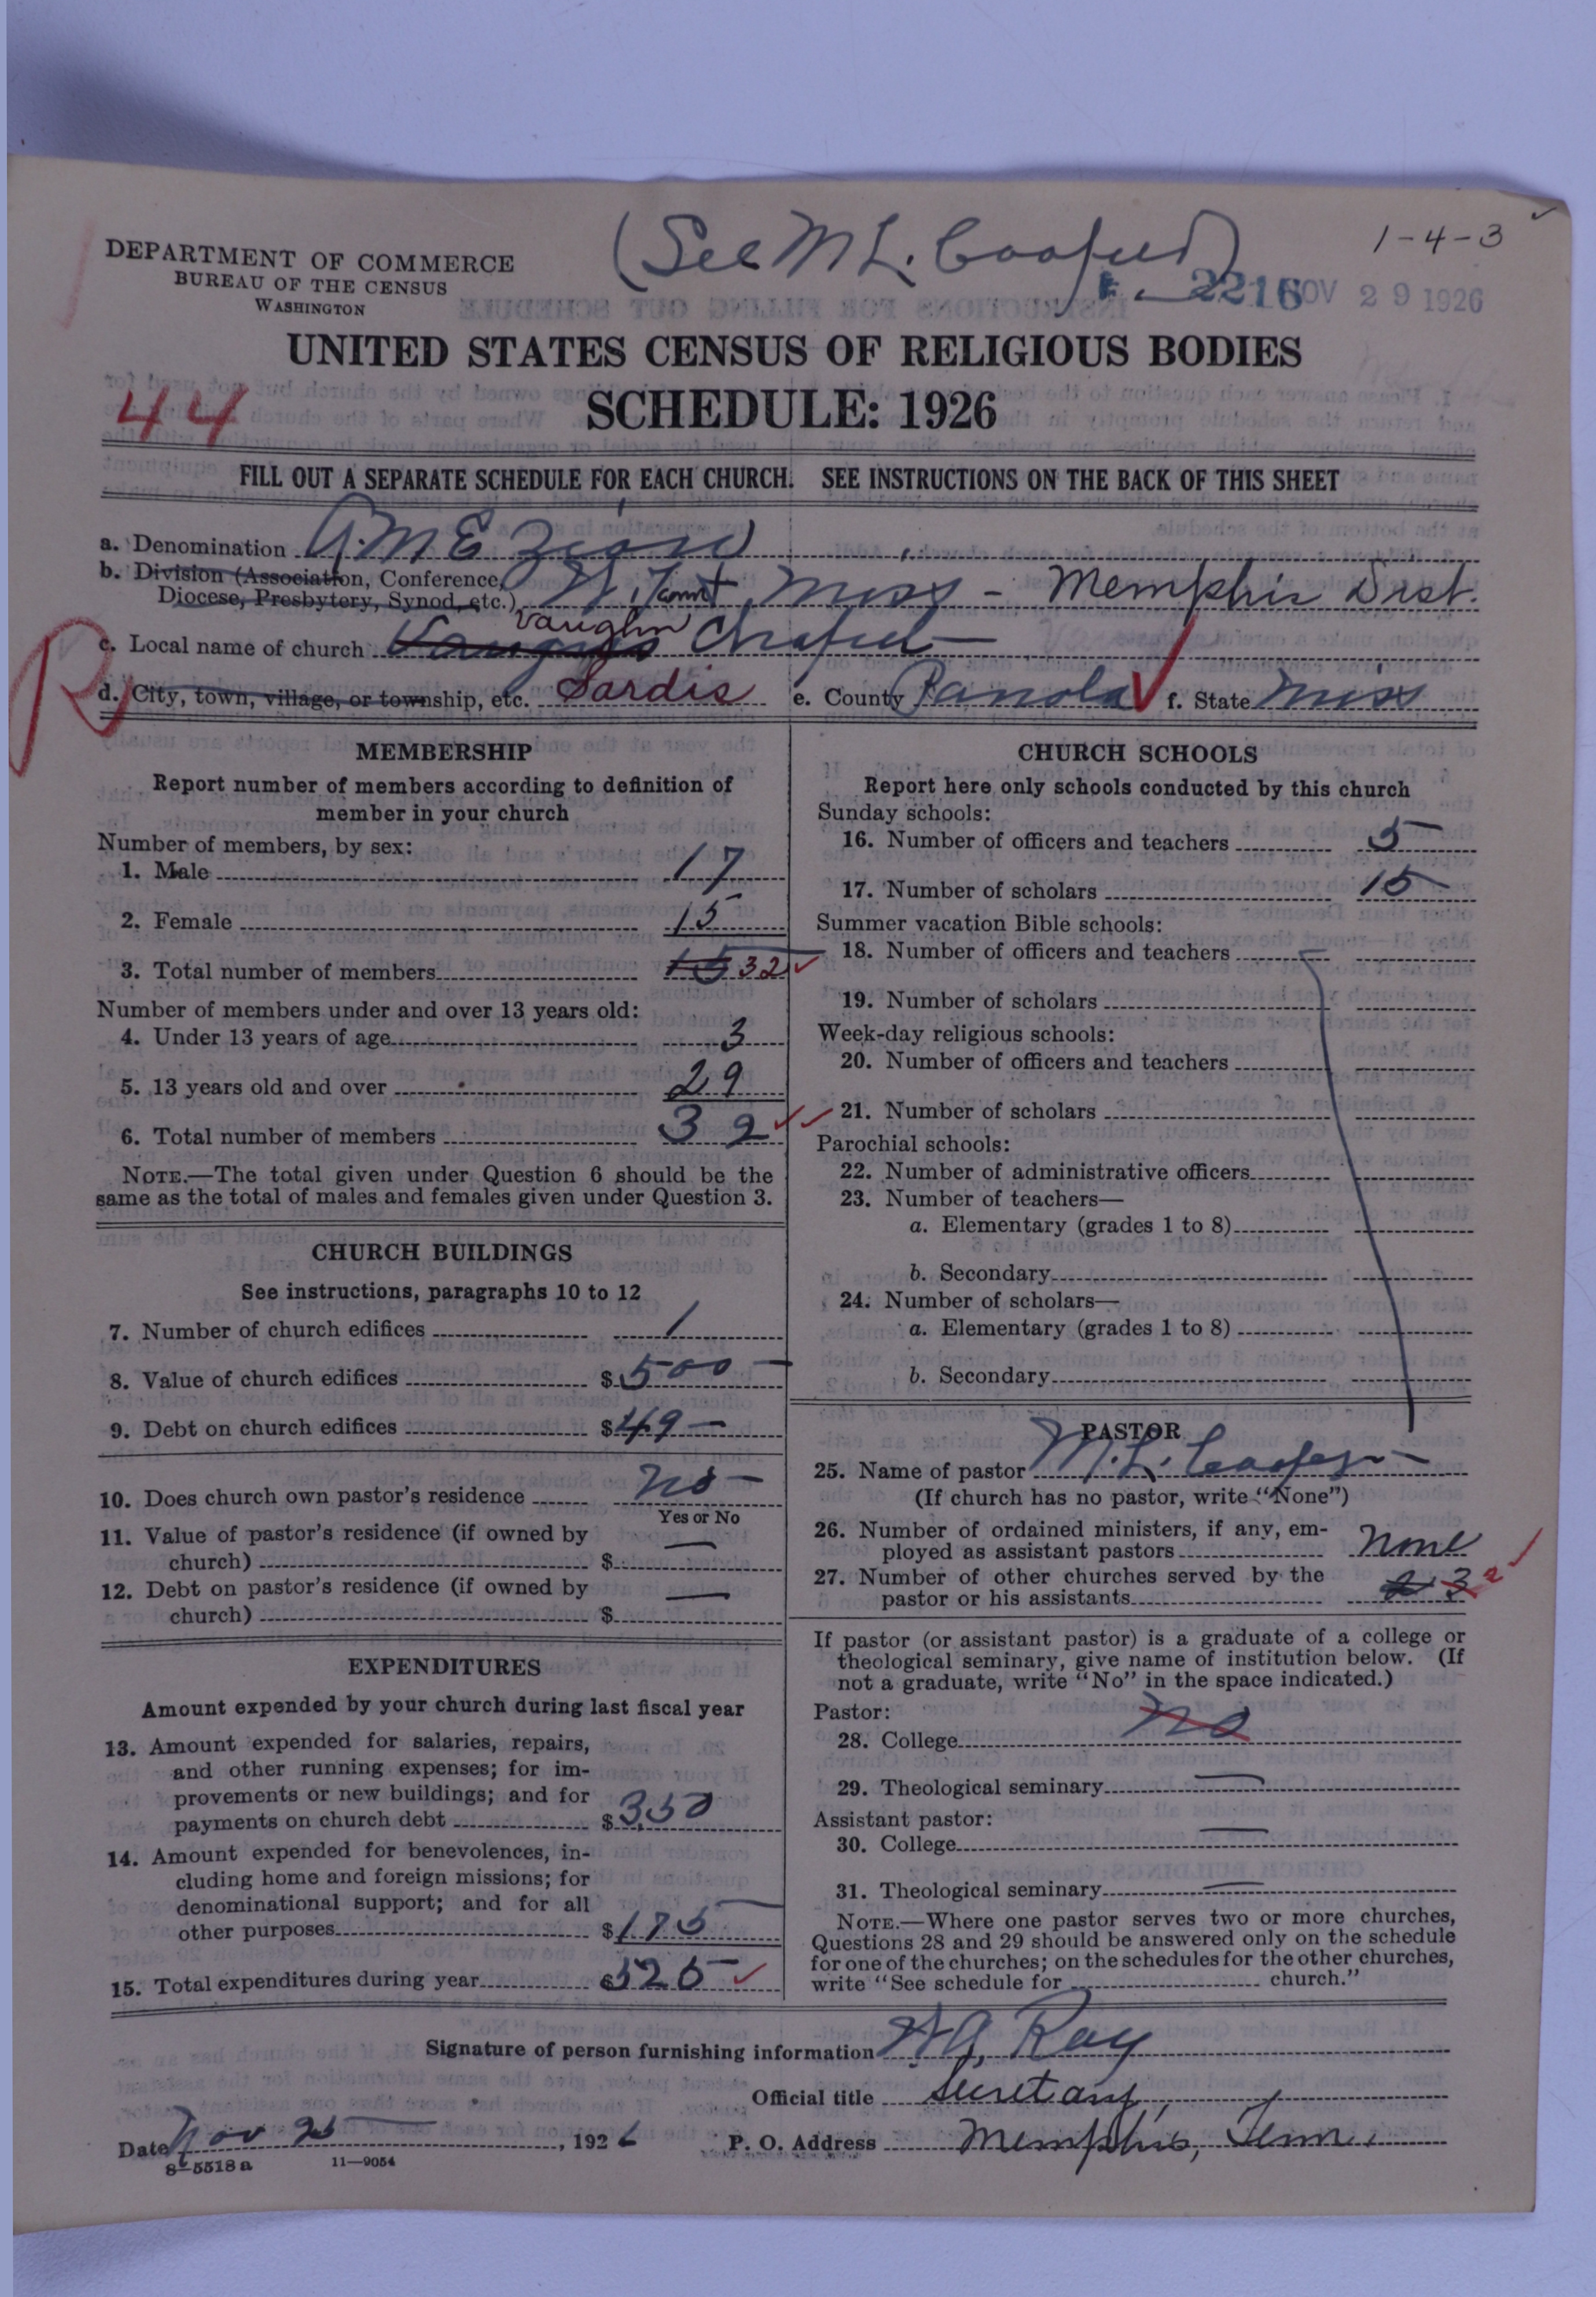 (See M L. Cooper)
1-4-3
DEPARTMENT OF COMMERCE
BUREAU OF THE CENSUS
WASHINGTON
2216 NOV 29 1926
UNITED STATES CENSUS OF RELIGIOUS BODIES
44
SCHEDULE: 1926
FILL OUT A SEPARATE SCHEDULE FOR EACH CHURCH. SEE INSTRUCTIONS ON THE BACK OF THIS SHEET
a. Denomination A. M E Zion
b. Division (Association, Conference, Diocese, Presbytery, Synod, etc.) W. Tenn & Miss - Memphis Dist.
c. Local name of church Vaughn Chapel
R
d. City, town, village, or township, etc. Sardis e. County Panola f. State Miss
MEMBERSHIP
Report number of members according to definition of
member in your church
Number of members, by sex:
1. Male 17
2. Female 15
3. Total number of members 32
Number of members under and over 13 years old:
4. Under 13 years of age 3
5. 13 years old and over 29
6. Total number of members 32
NOTE.—The total given under Question 6 should be the
same as the total of males and females given under Question 3.
CHURCH BUILDINGS
See instructions, paragraphs 10 to 12
7. Number of church edifices 1
8. Value of church edifices $ 500 —
9. Debt on church edifices $ 49 —
10. Does church own pastor's residence No —
Yes or No
11. Value of pastor's residence (if owned by
church) $ —
12. Debt on pastor's residence (if owned by
church) $ —
EXPENDITURES
Amount expended by your church during last fiscal year
13. Amount expended for salaries, repairs,
and other running expenses; for im-
provements or new buildings; and for
payments on church debt $ 350
14. Amount expended for benevolences, in-
cluding home and foreign missions; for
denominational support; and for all
other purposes $ 175
15. Total expenditures during year $ 525
CHURCH SCHOOLS
Report here only schools conducted by this church
Sunday schools:
16. Number of officers and teachers 5
17. Number of scholars 15
Summer vacation Bible schools:
18. Number of officers and teachers
19. Number of scholars
Week-day religious schools:
20. Number of officers and teachers
21. Number of scholars
Parochial schools:
22. Number of administrative officers
23. Number of teachers—
a. Elementary (grades 1 to 8)
b. Secondary
24. Number of scholars—
a. Elementary (grades 1 to 8)
b. Secondary
PASTOR
25. Name of pastor M. L. Cooper
(If church has no pastor, write "None")
26. Number of ordained ministers, if any, em-
ployed as assistant pastors None
27. Number of other churches served by the
pastor or his assistants 3 2
If pastor (or assistant pastor) is a graduate of a college or
theological seminary, give name of institution below. (If
not a graduate, write "No" in the space indicated.)
Pastor:
28. College No
29. Theological seminary —
Assistant pastor:
30. College —
31. Theological seminary —
NOTE.—Where one pastor serves two or more churches,
Questions 28 and 29 should be answered only on the schedule
for one of the churches; on the schedules for the other churches,
write "See schedule for church."
Signature of person furnishing information Ray
Official title Secretary
Date Nov 25, 1926 P. O. Address Memphis, Tenn.
8-5518 a 11-9054